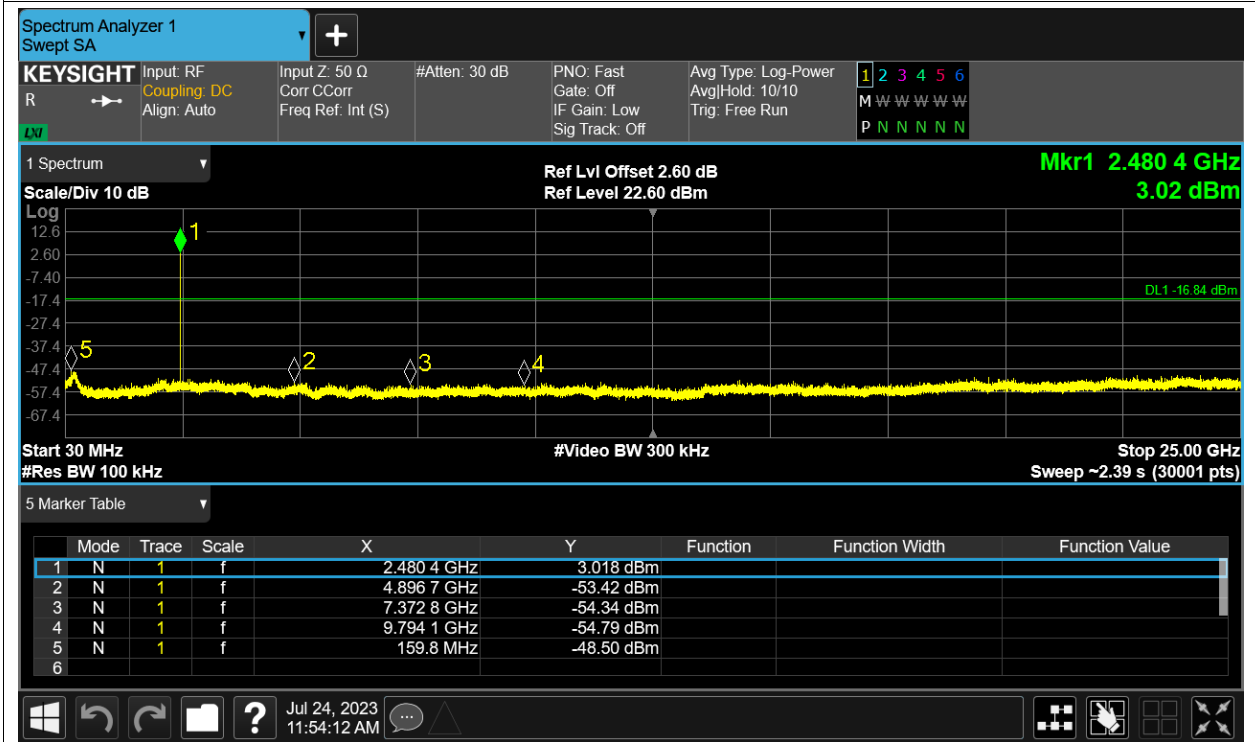 Spectrum Analyzer 1
Swept SA
KEYSIGHT
R
LXI
Input: RF
Coupling: DC
Align: Auto
Input Z: 50 Ω
Corr CCorr
Freq Ref: Int (S)
#Atten: 30 dB
PNO: Fast
Gate: Off
IF Gain: Low
Sig Track: Off
Avg Type: Log-Power
Avg|Hold: 10/10
Trig: Free Run
1 2 3 4 5 6
M W W W W W
P N N N N N
1 Spectrum
Scale/Div 10 dB
Ref Lvl Offset 2.60 dB
Ref Level 22.60 dBm
Mkr1 2.480 4 GHz
3.02 dBm
Log
12.6
2.60
-7.40
-17.4
-27.4
-37.4
-47.4
-57.4
-67.4
1
DL1 -16.84 dBm
5
2
3
4
Start 30 MHz
#Video BW 300 kHz
Stop 25.00 GHz
#Res BW 100 kHz
Sweep ~2.39 s (30001 pts)
5 Marker Table
Mode Trace Scale X Y Function Function Width Function Value
1 N 1 f 2.480 4 GHz 3.018 dBm
2 N 1 f 4.896 7 GHz -53.42 dBm
3 N 1 f 7.372 8 GHz -54.34 dBm
4 N 1 f 9.794 1 GHz -54.79 dBm
5 N 1 f 159.8 MHz -48.50 dBm
6
?
Jul 24, 2023
11:54:12 AM